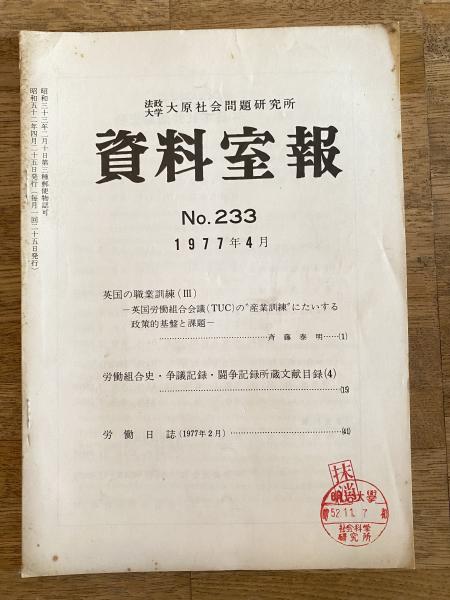 法政大学 大原社会問題研究所
資料室報
No.233
1977年4月
英国の職業訓練(III)
－英国労働組合会議(TUC)の“産業訓練”にたいする
政策的基盤と課題－
……斉藤泰明……(1)
労働組合史・争議記録・闘争記録所蔵文献目録(4)
……(15)
労働日誌(1977年2月)……(41)
昭和三十三年二月十日第三種郵便物認可
昭和五十二年四月二十五日発行(毎月一回二十五日発行)
抹消
大學
52.11.7
社会科学
研究所